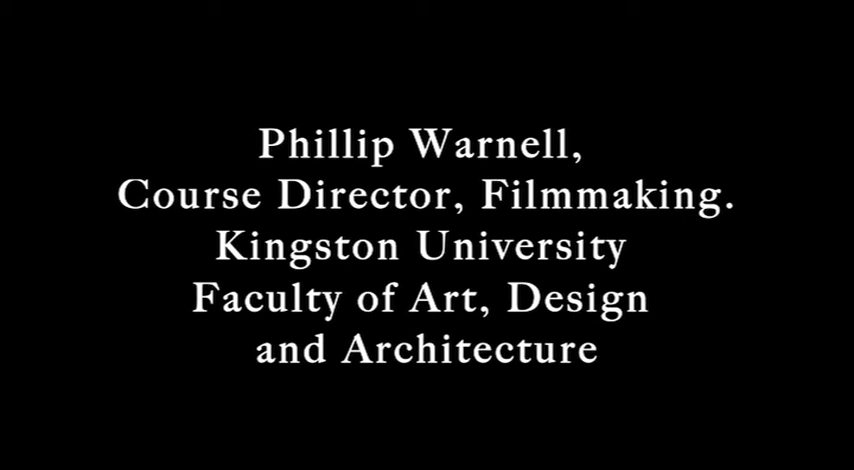 Phillip Warnell,
Course Director, Filmmaking.
Kingston University
Faculty of Art, Design
and Architecture